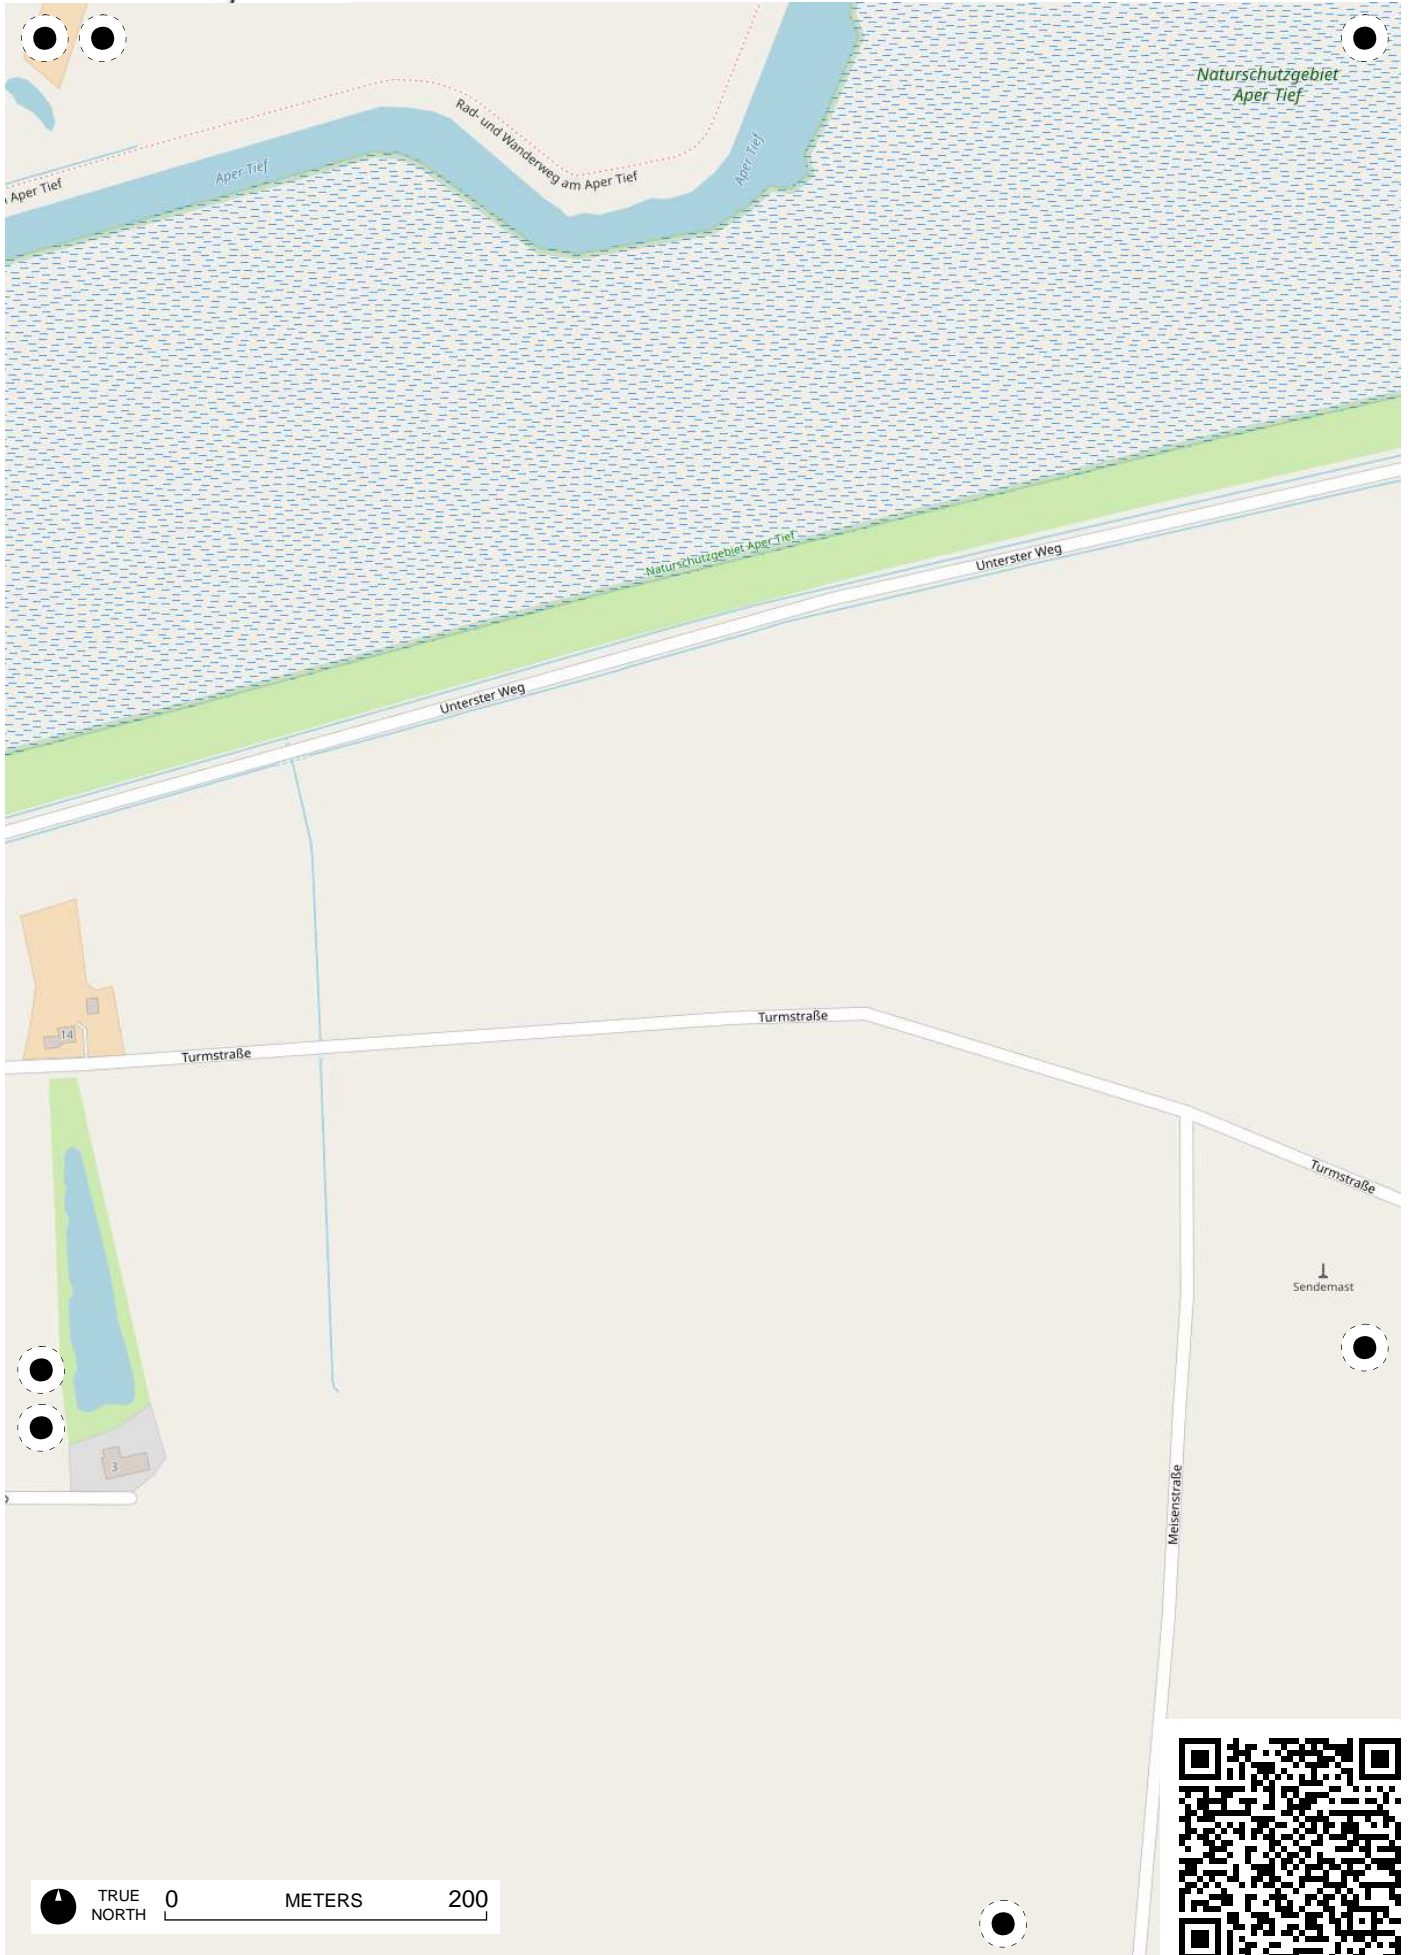 Naturschutzgebiet
Aper Tief
Rad- und Wanderweg am Aper Tief
Aper Tief
Aper Tief
Aper Tief
Naturschutzgebiet Aper Tief
Unterster Weg
Unterster Weg
14
Turmstraße
Turmstraße
Turmstraße
Sendemast
3
Meisenstraße
TRUE
NORTH
0
METERS
200